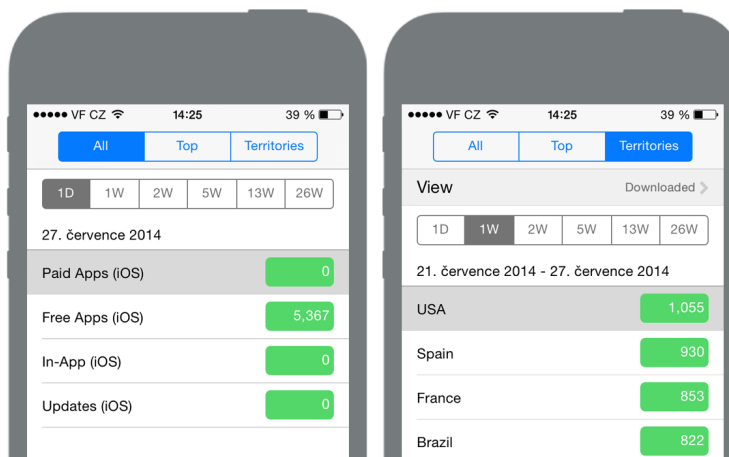 VF CZ 14:25 39 %
All Top Territories
1D 1W 2W 5W 13W 26W
27. července 2014
Paid Apps (iOS) 0
Free Apps (iOS) 5,367
In-App (iOS) 0
Updates (iOS) 0
VF CZ 14:25 39 %
All Top Territories
View Downloaded
1D 1W 2W 5W 13W 26W
21. července 2014 - 27. července 2014
USA 1,055
Spain 930
France 853
Brazil 822